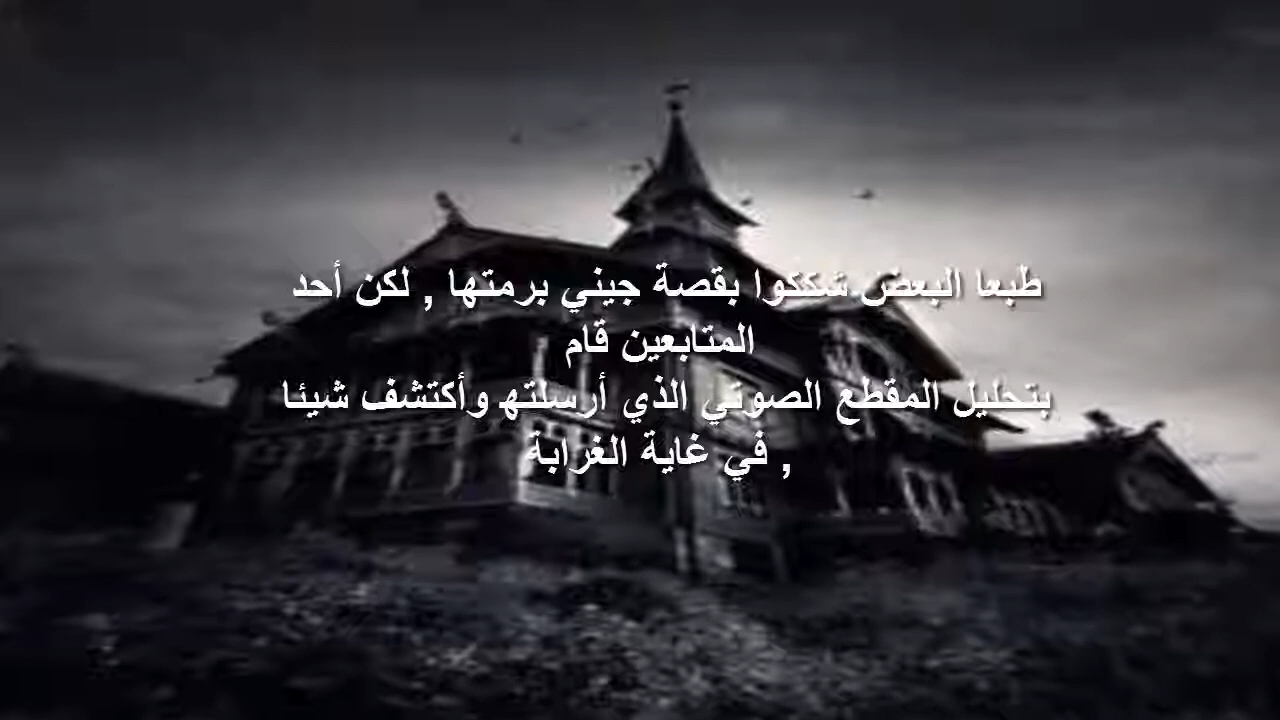 طبعا البعض شككوا بقصة جيني برمتها , لكن أحد
المتابعين قام
بتحليل المقطع الصوتي الذي أرسلته وأكتشف شيئا
في غاية الغرابة ,